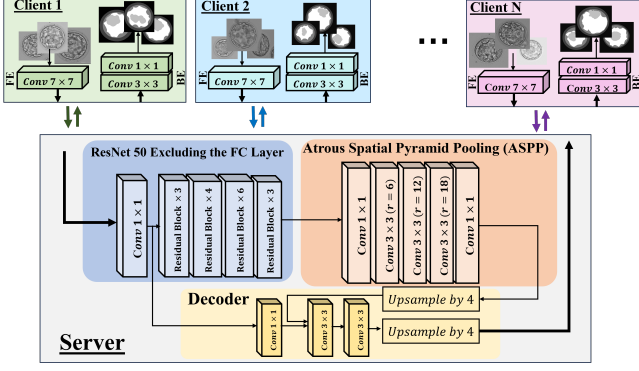 Client 1
FE
Conv 7 × 7
Conv 1 × 1
Conv 3 × 3
BE
Client 2
FE
Conv 7 × 7
Conv 1 × 1
Conv 3 × 3
BE
...
Client N
FE
Conv 7 × 7
Conv 1 × 1
Conv 3 × 3
BE
ResNet 50 Excluding the FC Layer
Conv 1 × 1
Residual Block × 3
Residual Block × 4
Residual Block × 6
Residual Block × 3
Atrous Spatial Pyramid Pooling (ASPP)
Conv 1 × 1
Conv 3 × 3 (r = 6)
Conv 3 × 3 (r = 12)
Conv 3 × 3 (r = 18)
Conv 1 × 1
Decoder
Conv 1 × 1
Conv 3 × 3
Conv 3 × 3
Upsample by 4
Upsample by 4
Server